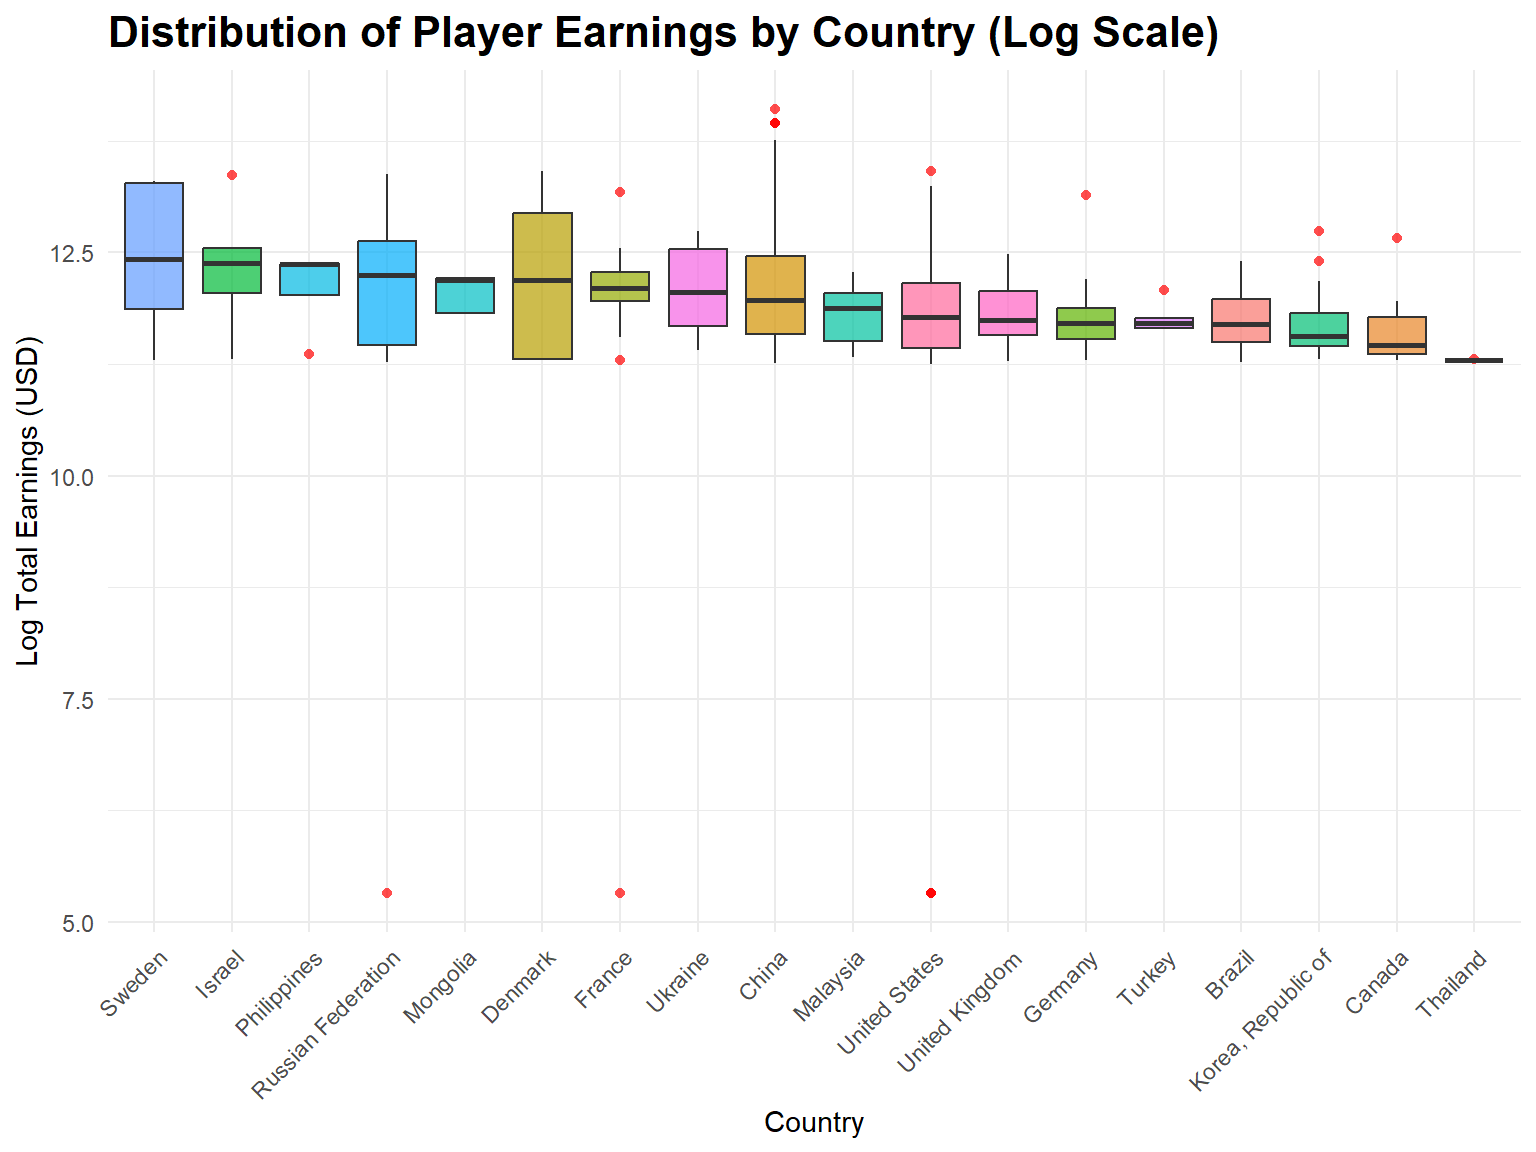 Distribution of Player Earnings by Country (Log Scale)
Log Total Earnings (USD)
12.5
10.0
7.5
5.0
Sweden
Israel
Philippines
Russian Federation
Mongolia
Denmark
France
Ukraine
China
Malaysia
United States
United Kingdom
Germany
Turkey
Brazil
Korea, Republic of
Canada
Thailand
Country